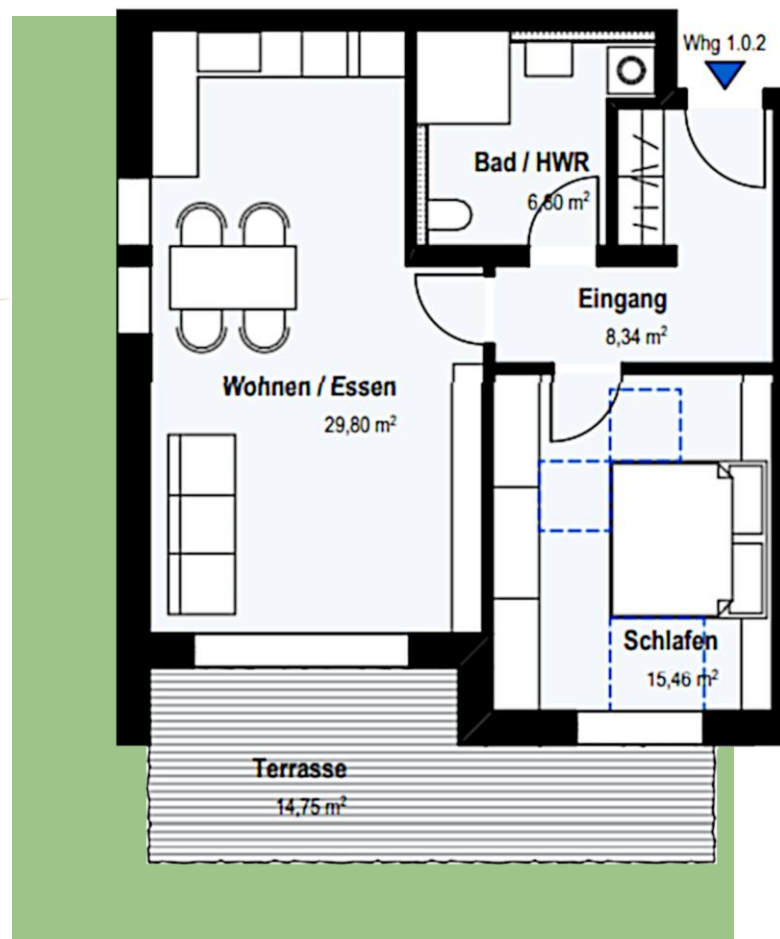 Whg 1.0.2
Bad / HWR
6,80 m²
Eingang
8,34 m²
Wohnen / Essen
29,80 m²
Schlafen
15,46 m²
Terrasse
14,75 m²